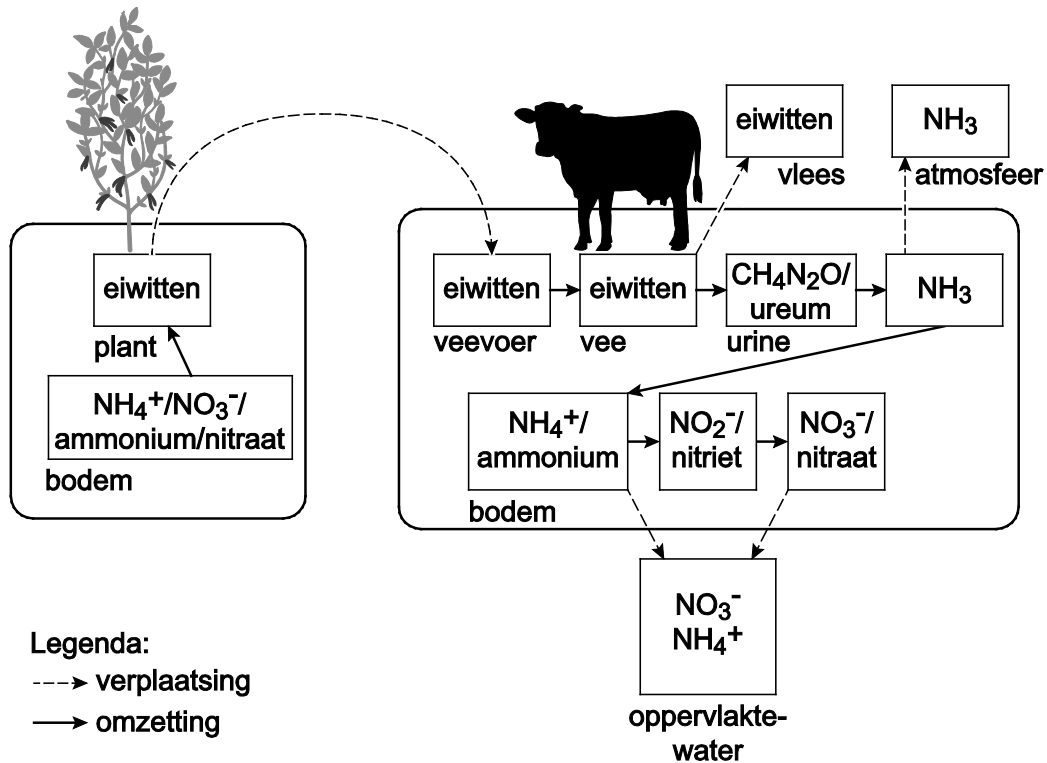 eiwitten
vlees
NH₃
atmosfeer
eiwitten
plant
NH₄⁺/NO₃⁻/
ammonium/nitraat
bodem
eiwitten
veevoer
eiwitten
vee
CH₄N₂O/
ureum
urine
NH₃
NH₄⁺/
ammonium
NO₂⁻/
nitriet
NO₃⁻/
nitraat
bodem
NO₃⁻
NH₄⁺
oppervlakte-
water
Legenda:
verplaatsing
omzetting